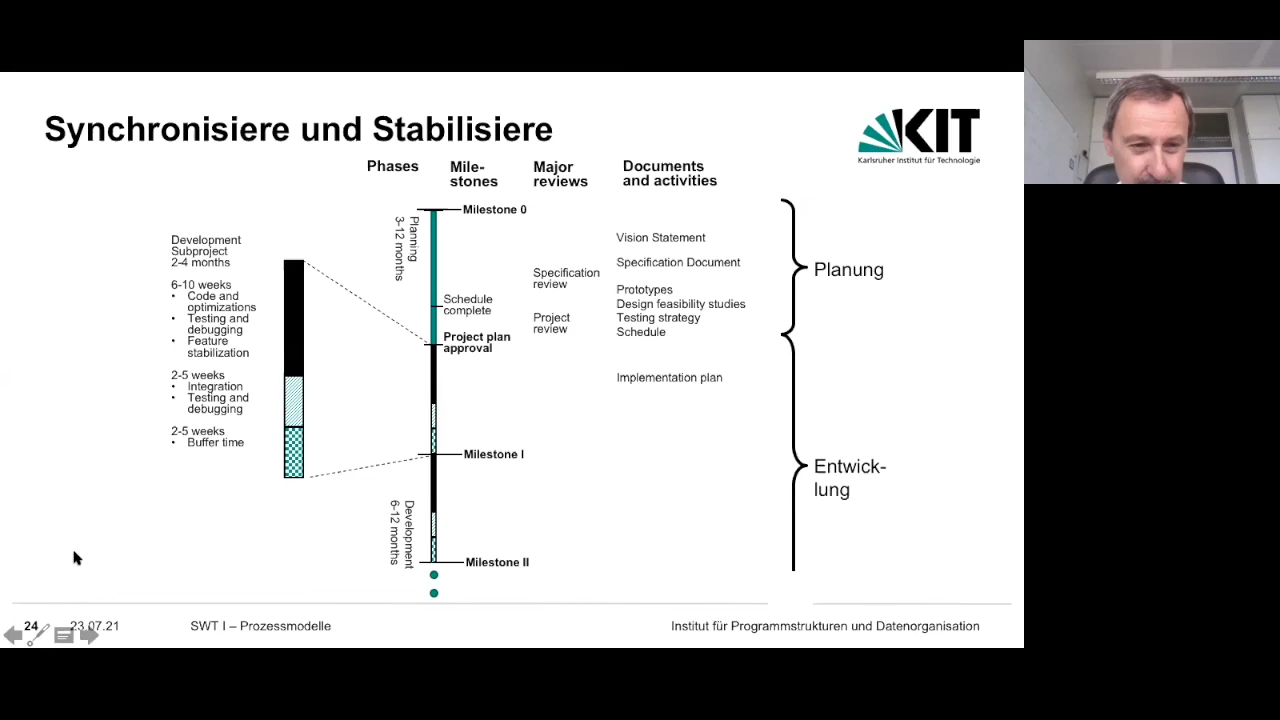 Synchronisiere und Stabilisiere
KIT
Karlsruher Institut für Technologie
Phases
Mile-
stones
Major
reviews
Documents
and activities
Milestone 0
Planning
3-12 months
Development
Subproject
2-4 months
6-10 weeks
• Code and
optimizations
• Testing and
debugging
• Feature
stabilization
2-5 weeks
• Integration
• Testing and
debugging
2-5 weeks
• Buffer time
Schedule
complete
Project plan
approval
Milestone I
Development
6-12 months
Milestone II
Specification
review
Project
review
Vision Statement
Specification Document
Prototypes
Design feasibility studies
Testing strategy
Schedule
Implementation plan
Planung
Entwick-
lung
24
23.07.21
SWT I – Prozessmodelle
Institut für Programmstrukturen und Datenorganisation